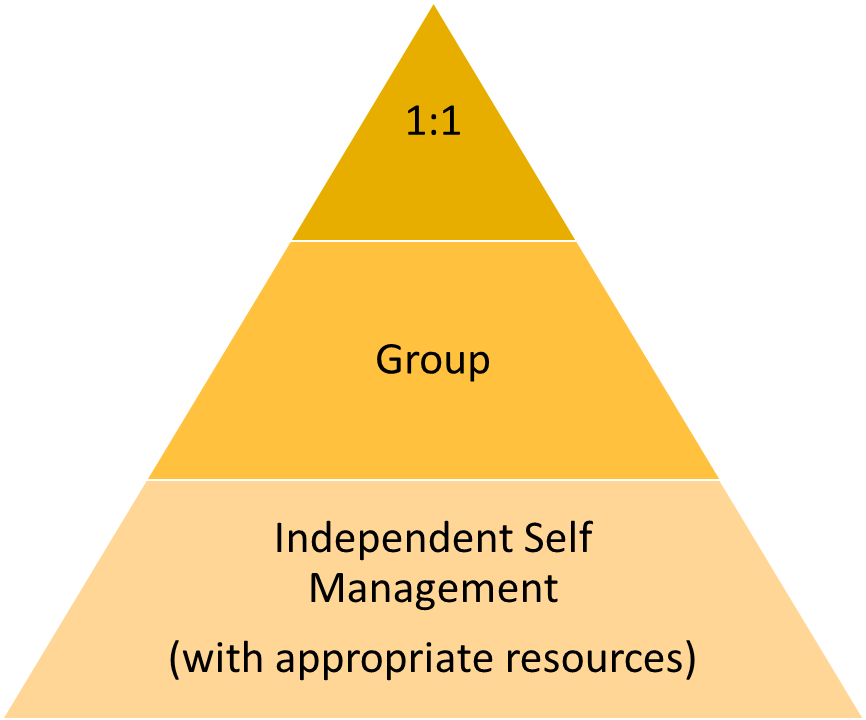 1:1
Group
Independent Self
Management
(with appropriate resources)